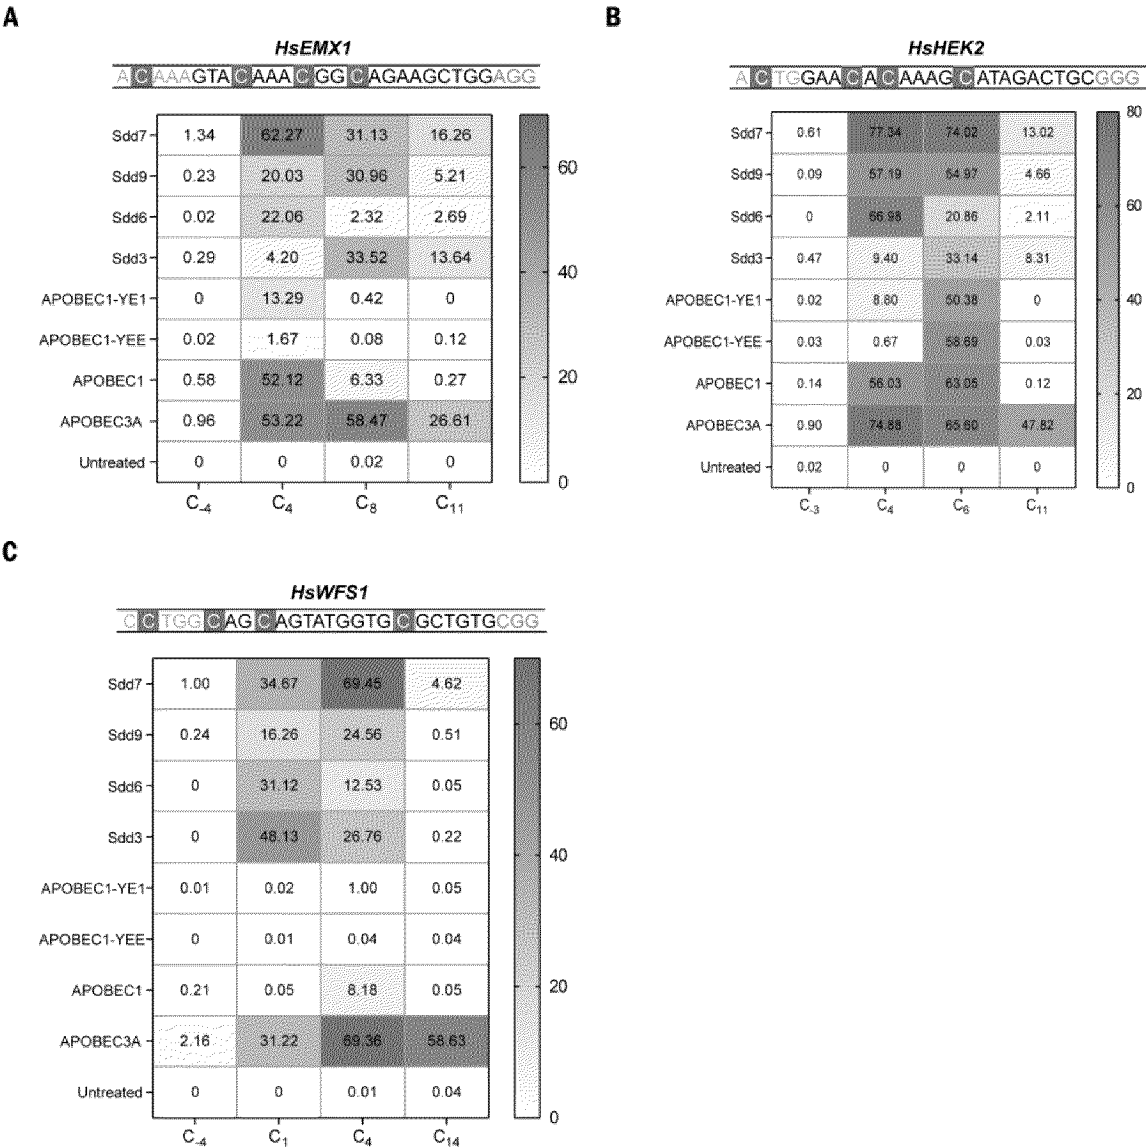 A
HsEMX1
A C AAAGTA C AAA C GG C AGAAGCTGGAGG
Sdd7 1.34 62.27 31.13 16.26
Sdd9 0.23 20.03 30.96 5.21
Sdd6 0.02 22.06 2.32 2.69
Sdd3 0.29 4.20 33.52 13.64
APOBEC1-YE1 0 13.29 0.42 0
APOBEC1-YEE 0.02 1.67 0.08 0.12
APOBEC1 0.58 52.12 6.33 0.27
APOBEC3A 0.96 53.22 58.47 26.61
Untreated 0 0 0.02 0
C-4 C4 C8 C11
60
40
20
0
B
HsHEK2
A C TGGAA C A C AAAG C ATAGACTGCGGG
Sdd7 0.61 77.34 74.02 13.02
Sdd9 0.09 57.19 54.97 4.66
Sdd6 0 66.98 20.86 2.11
Sdd3 0.47 9.40 33.14 8.31
APOBEC1-YE1 0.02 8.80 50.38 0
APOBEC1-YEE 0.03 0.67 58.69 0.03
APOBEC1 0.14 56.03 63.05 0.12
APOBEC3A 0.90 74.88 65.60 47.82
Untreated 0.02 0 0 0
C-3 C4 C6 C11
80
60
40
20
0
C
HsWFS1
C C TGG C AG C AGTATGGTG C GCTGTGCGG
Sdd7 1.00 34.67 69.45 4.62
Sdd9 0.24 16.26 24.56 0.51
Sdd6 0 31.12 12.53 0.05
Sdd3 0 48.13 26.76 0.22
APOBEC1-YE1 0.01 0.02 1.00 0.05
APOBEC1-YEE 0 0.01 0.04 0.04
APOBEC1 0.21 0.05 8.18 0.05
APOBEC3A 2.16 31.22 69.36 58.63
Untreated 0 0 0.01 0.04
C-4 C1 C4 C14
60
40
20
0